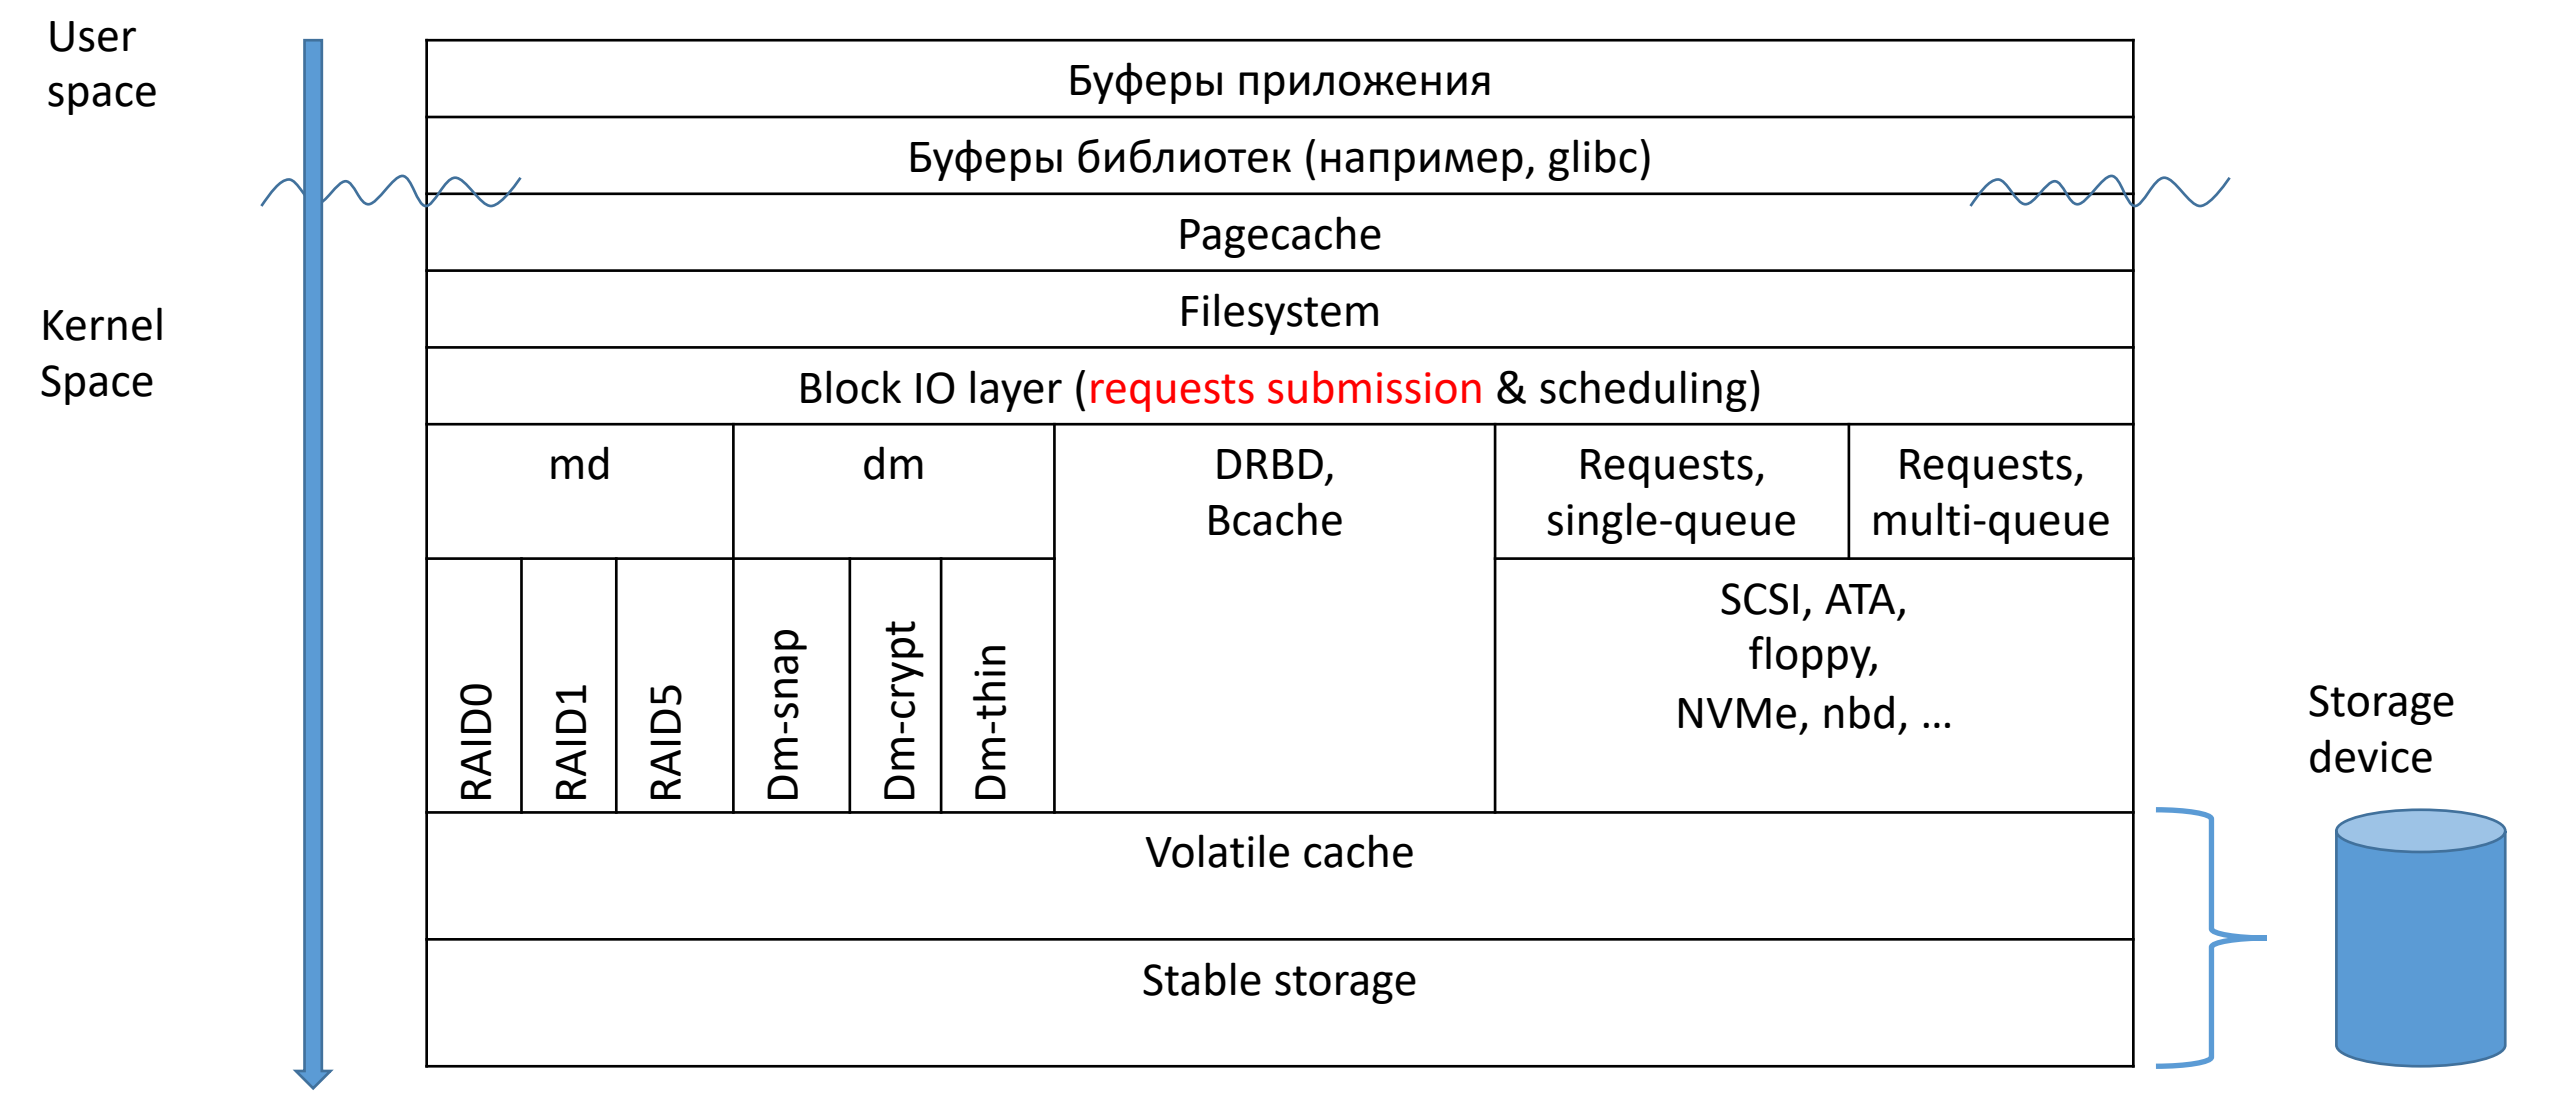 User
space
Буферы приложения
Буферы библиотек (например, glibc)
Pagecache
Kernel
Space
Filesystem
Block IO layer (requests submission & scheduling)
md
dm
DRBD,
Bcache
Requests,
single-queue
Requests,
multi-queue
RAID0
RAID1
RAID5
Dm-snap
Dm-crypt
Dm-thin
SCSI, ATA,
floppy,
NVMe, nbd, ...
Storage
device
Volatile cache
Stable storage